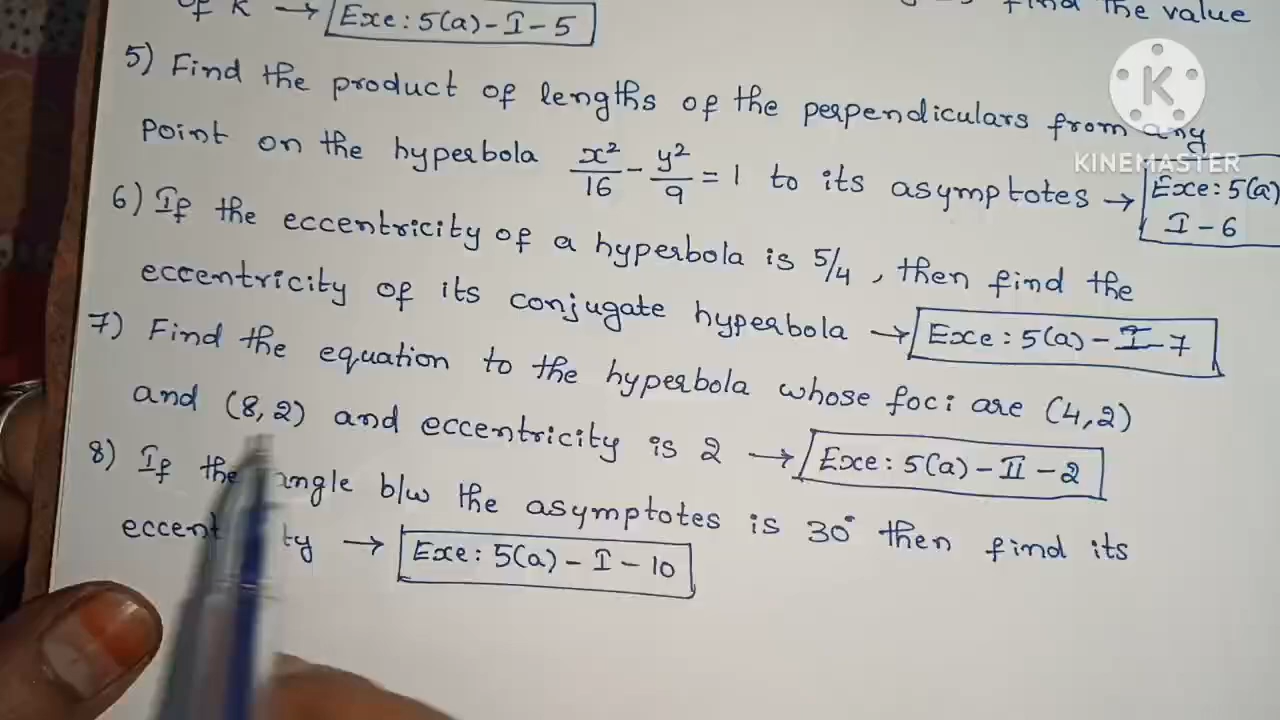 of K → Exe: 5(a)-I-5
find the value
5) Find the product of lengths of the perpendiculars from any
Point on the hyperbola x²/16 - y²/9 = 1 to its asymptotes → Exe: 5(a)
I-6
6) If the eccentricity of a hyperbola is 5/4, then find the
eccentricity of its conjugate hyperbola → Exe: 5(a)-I-7
7) Find the equation to the hyperbola whose foci are (4,2)
and (8,2) and eccentricity is 2 → Exe: 5(a)-II-2
8) If the angle b/w the asymptotes is 30° then find its
→ Exe: 5(a)-I-10
K
KINEMASTER